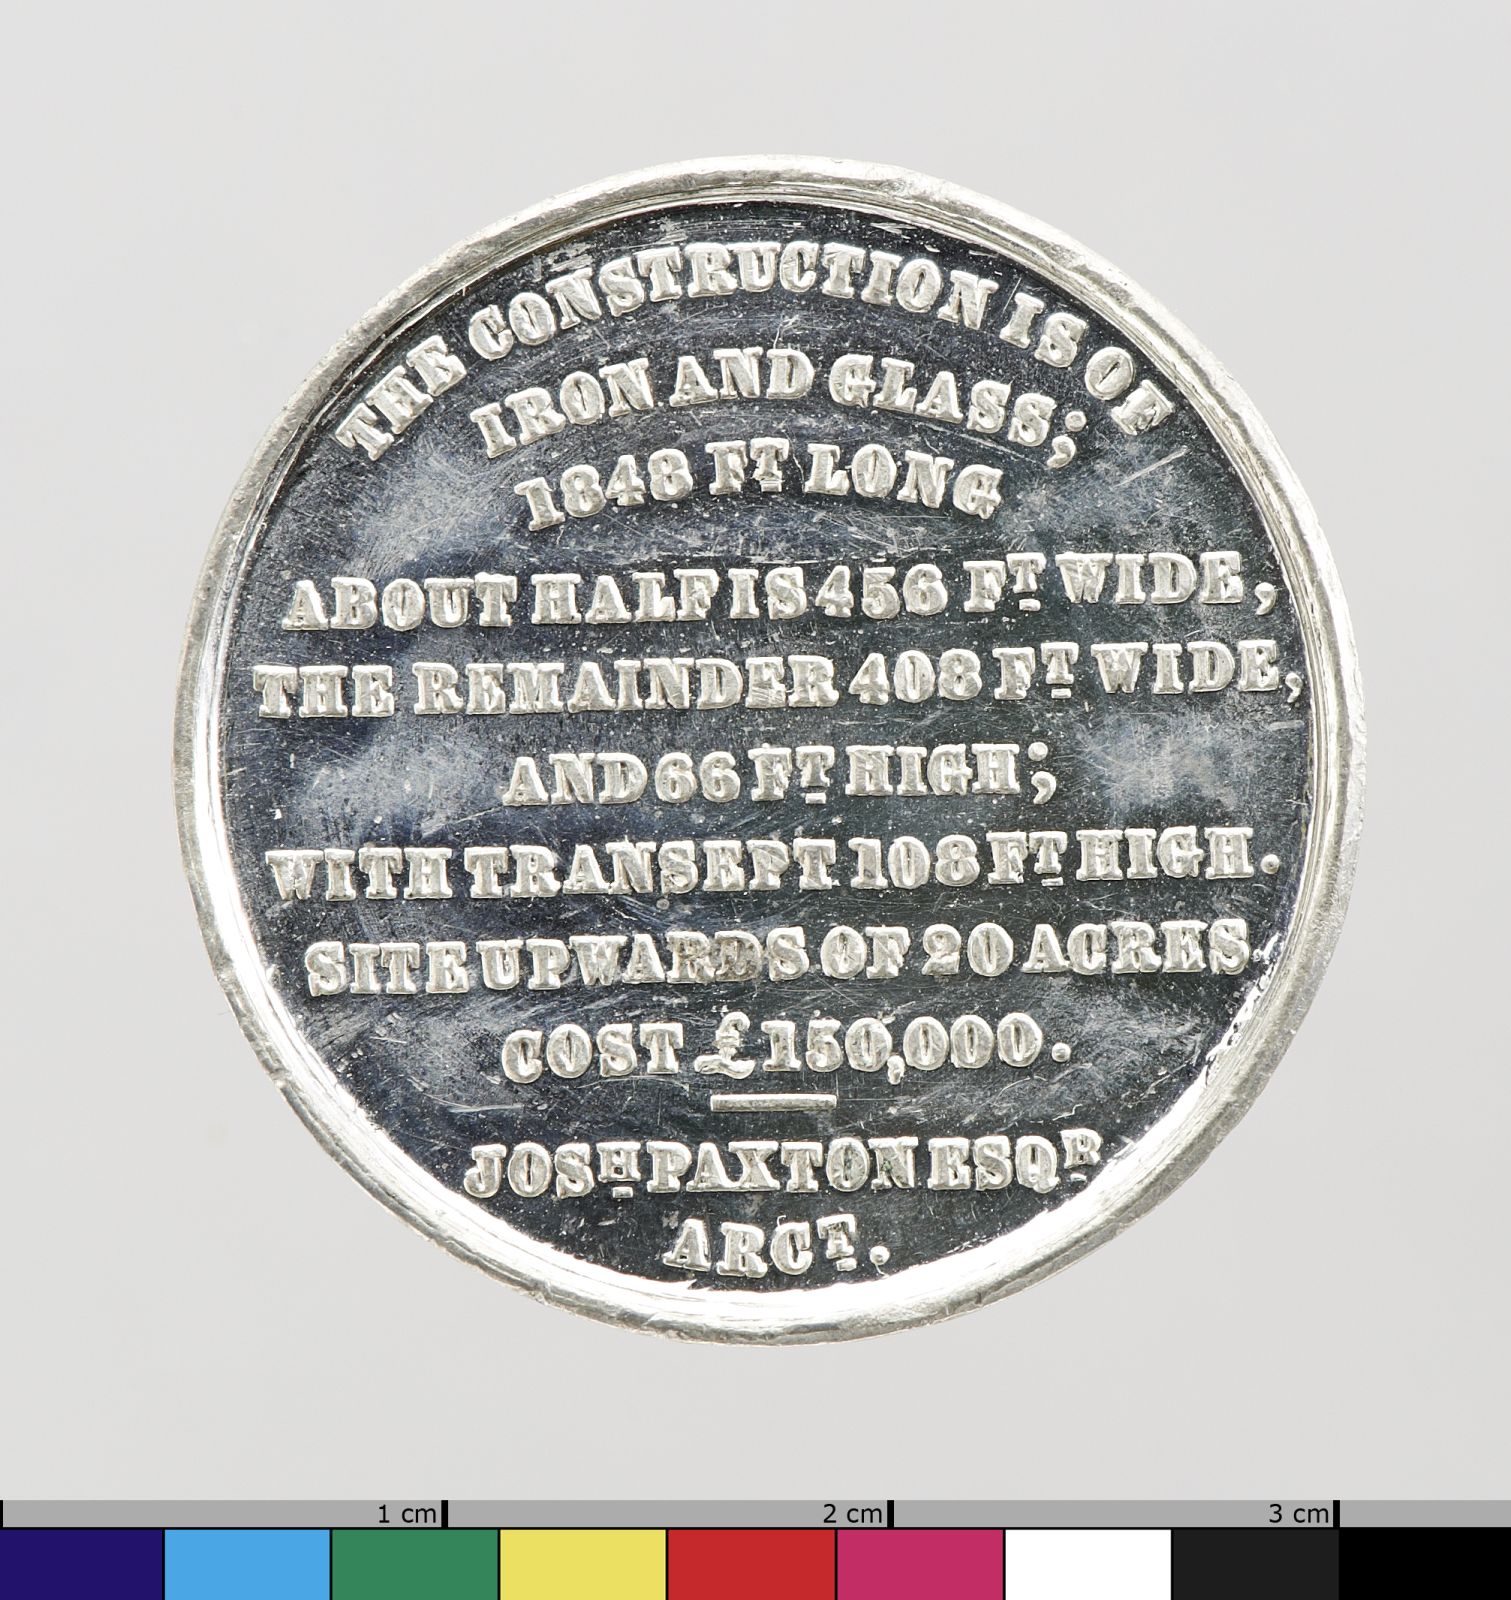 THE CONSTRUCTION IS OF
IRON AND GLASS;
1848 FT LONG
ABOUT HALF IS 456 FT WIDE,
THE REMAINDER 408 FT WIDE,
AND 66 FT HIGH;
WITH TRANSEPT 108 FT HIGH.
SITE UPWARDS OF 20 ACRES
COST £150,000.
JOSH PAXTON ESQR
ARCT.
1 cm 2 cm 3 cm